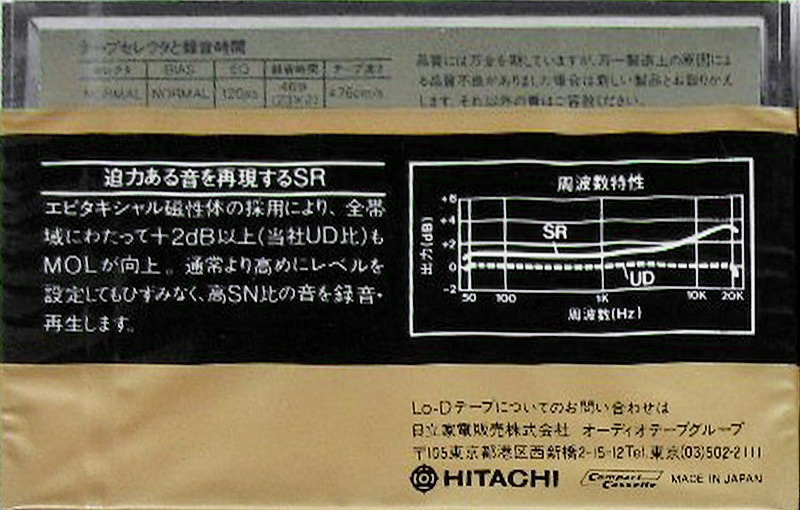 テープセレクタと録音時間
セレクタ BIAS EQ 録音時間 テープ速さ
NORMAL NORMAL 120μs 46分 4.76cm/s
品質には万全を期していますが、万一製造上の原因によ
る品質不良がありました場合は新しい製品とお取りかえ
します。それ以外の責はご容赦ください。
迫力ある音を再現するSR
エピタキシャル磁性体の採用により、全帯
域にわたって+2dB以上(当社UD比)も
MOLが向上。通常より高めにレベルを
設定してもひずみなく、高SN比の音を録音・
再生します。
周波数特性
出力(dB)
+6
+4
+2
0
-2
SR
UD
50 100 1K 10K 20K
周波数(Hz)
Lo-Dテープについてのお問い合わせは
日立家電販売株式会社 オーディオテープグループ
〒105東京都港区西新橋2-15-12Tel.東京(03)502-2111
HITACHI Compact Cassette MADE IN JAPAN